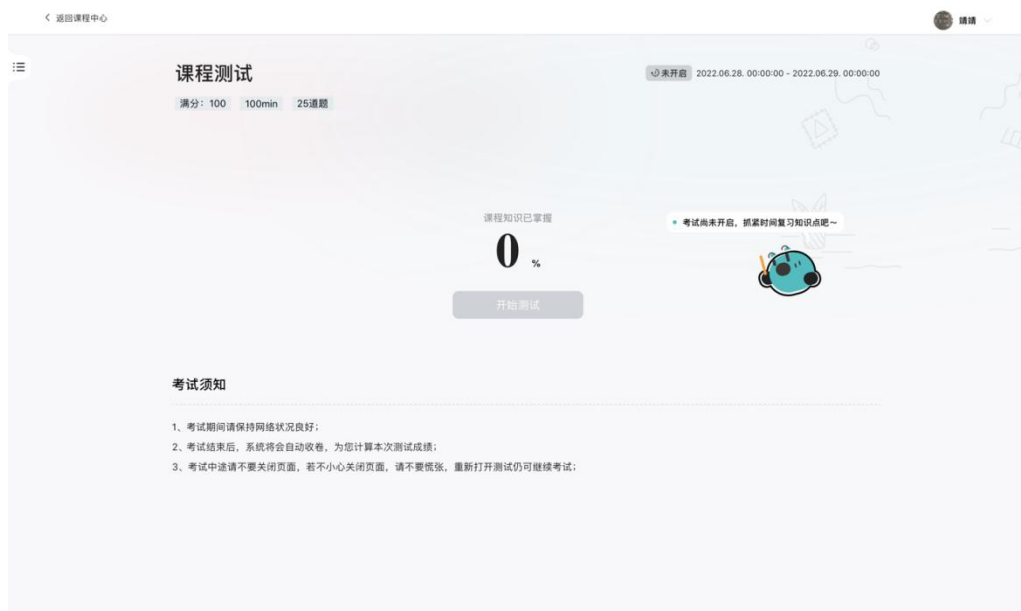 返回课程中心
婧婧
课程测试
未开启 2022.06.28. 00:00:00 - 2022.06.29. 00:00:00
满分：100 100min 25道题
课程知识已掌握
考试尚未开启，抓紧时间复习知识点吧～
0 %
开始测试
考试须知
1、考试期间请保持网络状况良好；
2、考试结束后，系统将会自动收卷，为您计算本次测试成绩；
3、考试中途请不要关闭页面，若不小心关闭页面，请不要慌张，重新打开测试仍可继续考试；